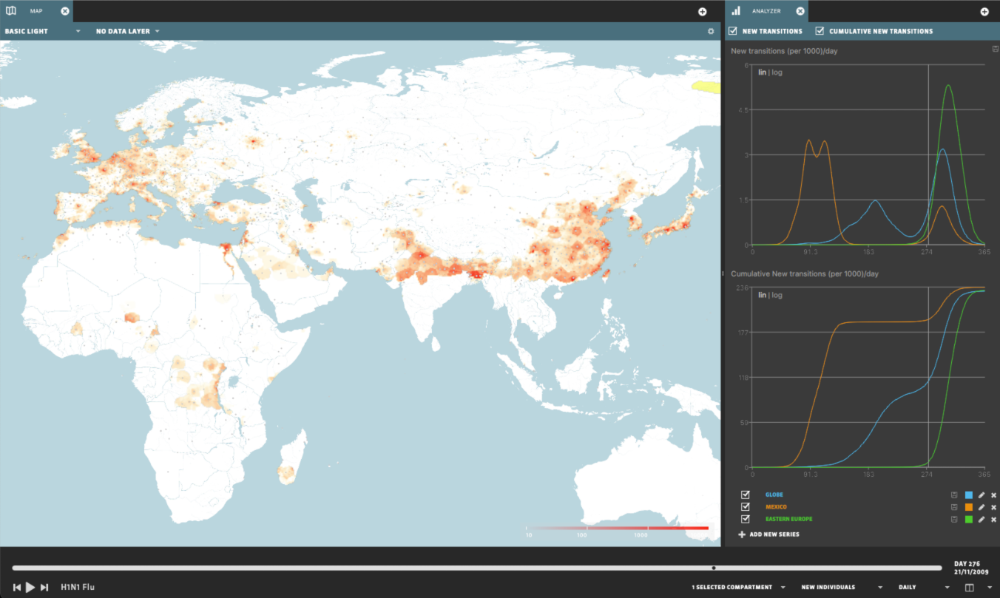 MAP
BASIC LIGHT
NO DATA LAYER
10 100 1000
ANALYZER
NEW TRANSITIONS
CUMULATIVE NEW TRANSITIONS
New transitions (per 1000)/day
lin | log
6
4.5
3
1.5
0
0 91.3 183 274 365
Cumulative New transitions (per 1000)/day
lin | log
236
177
118
59
0
0 91.3 183 274 365
GLOBE
MEXICO
EASTERN EUROPE
ADD NEW SERIES
DAY 276
21/11/2009
H1N1 Flu
1 SELECTED COMPARTMENT
NEW INDIVIDUALS
DAILY